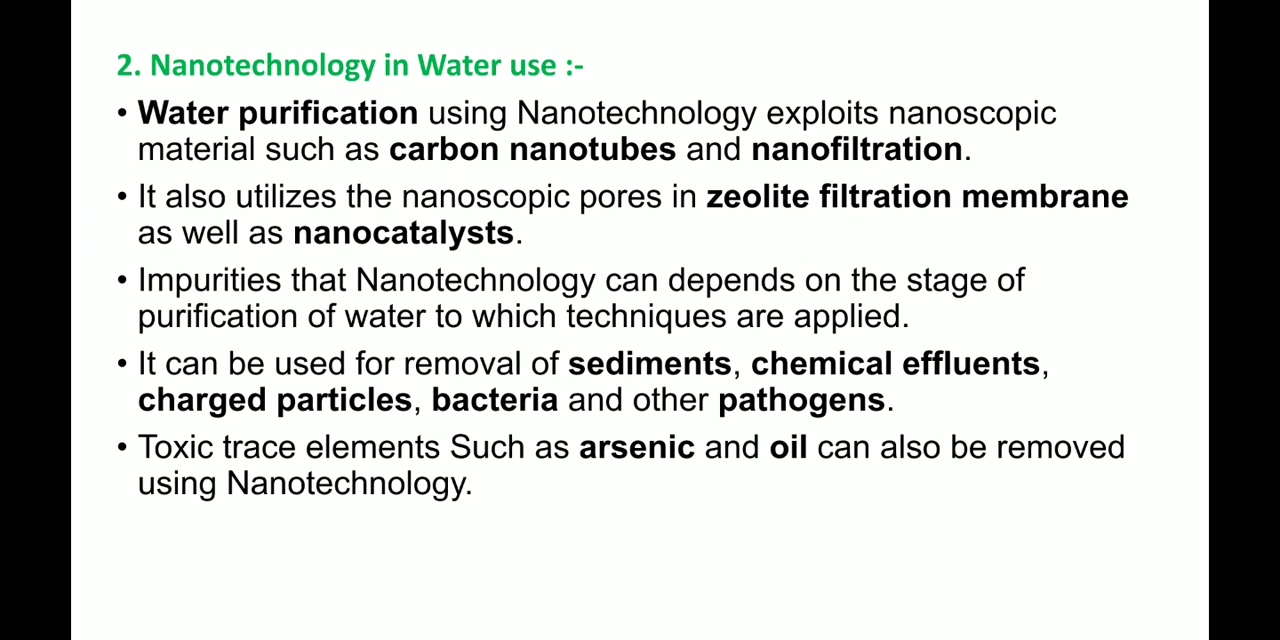 2. Nanotechnology in Water use :-
• Water purification using Nanotechnology exploits nanoscopic
material such as carbon nanotubes and nanofiltration.
• It also utilizes the nanoscopic pores in zeolite filtration membrane
as well as nanocatalysts.
• Impurities that Nanotechnology can depends on the stage of
purification of water to which techniques are applied.
• It can be used for removal of sediments, chemical effluents,
charged particles, bacteria and other pathogens.
• Toxic trace elements Such as arsenic and oil can also be removed
using Nanotechnology.